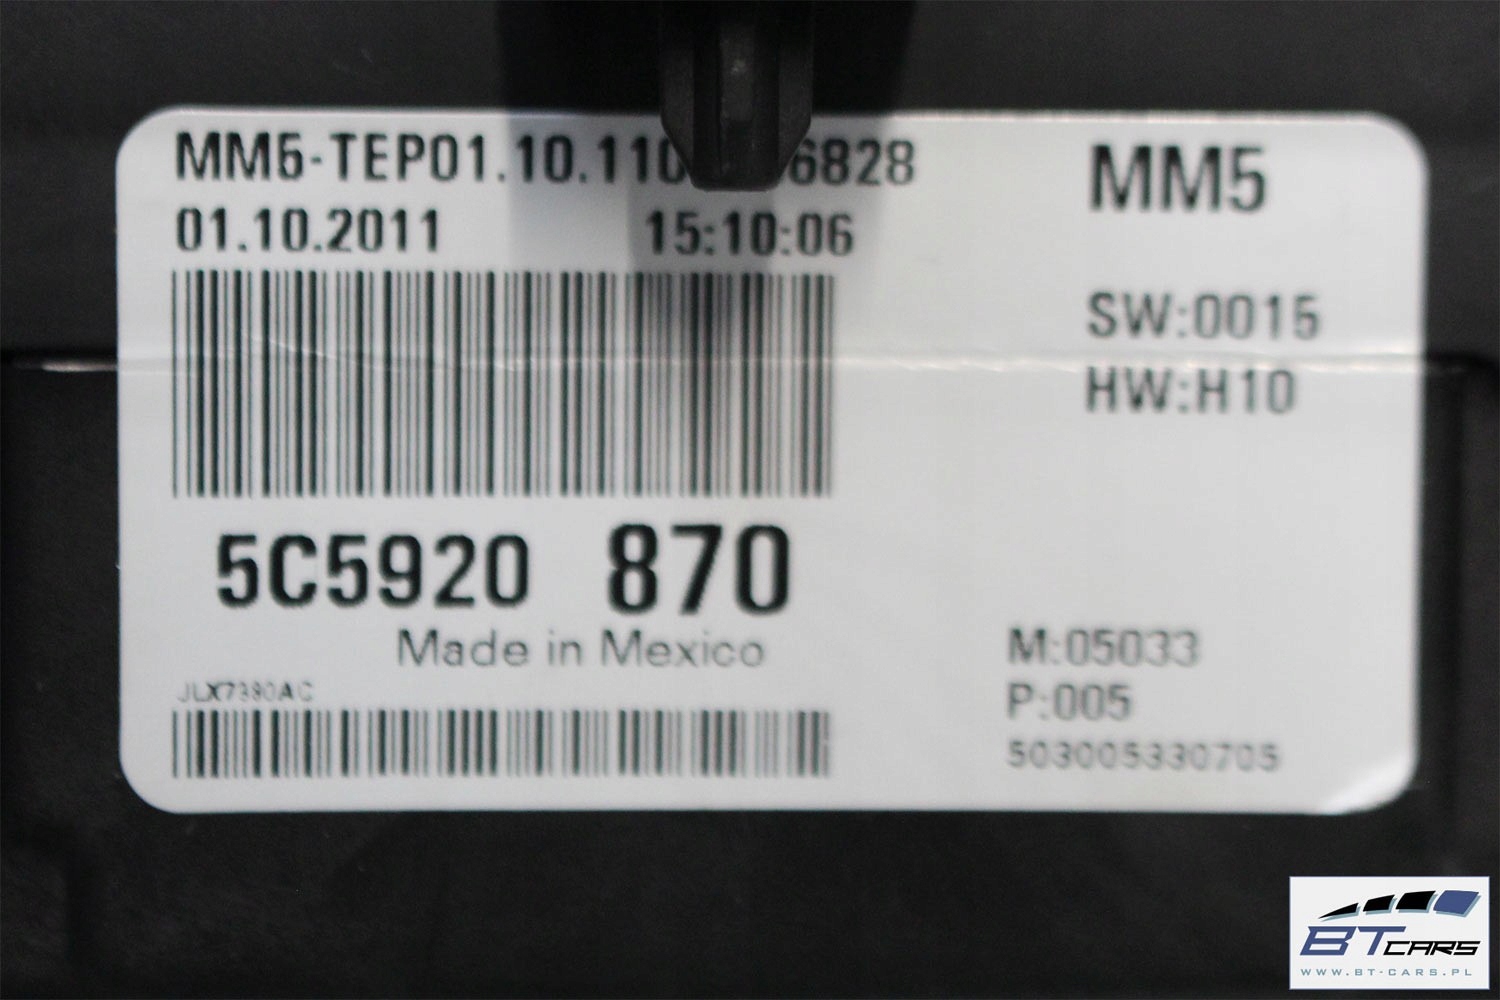 MM5-TEP01.10.110 6828
01.10.2011 15:10:06
MM5
SW:0015
HW:H10
5C5920 870
Made in Mexico
JLX7380AC
M:05033
P:005
503005330705
BT CARS
WWW.BT-CARS.PL